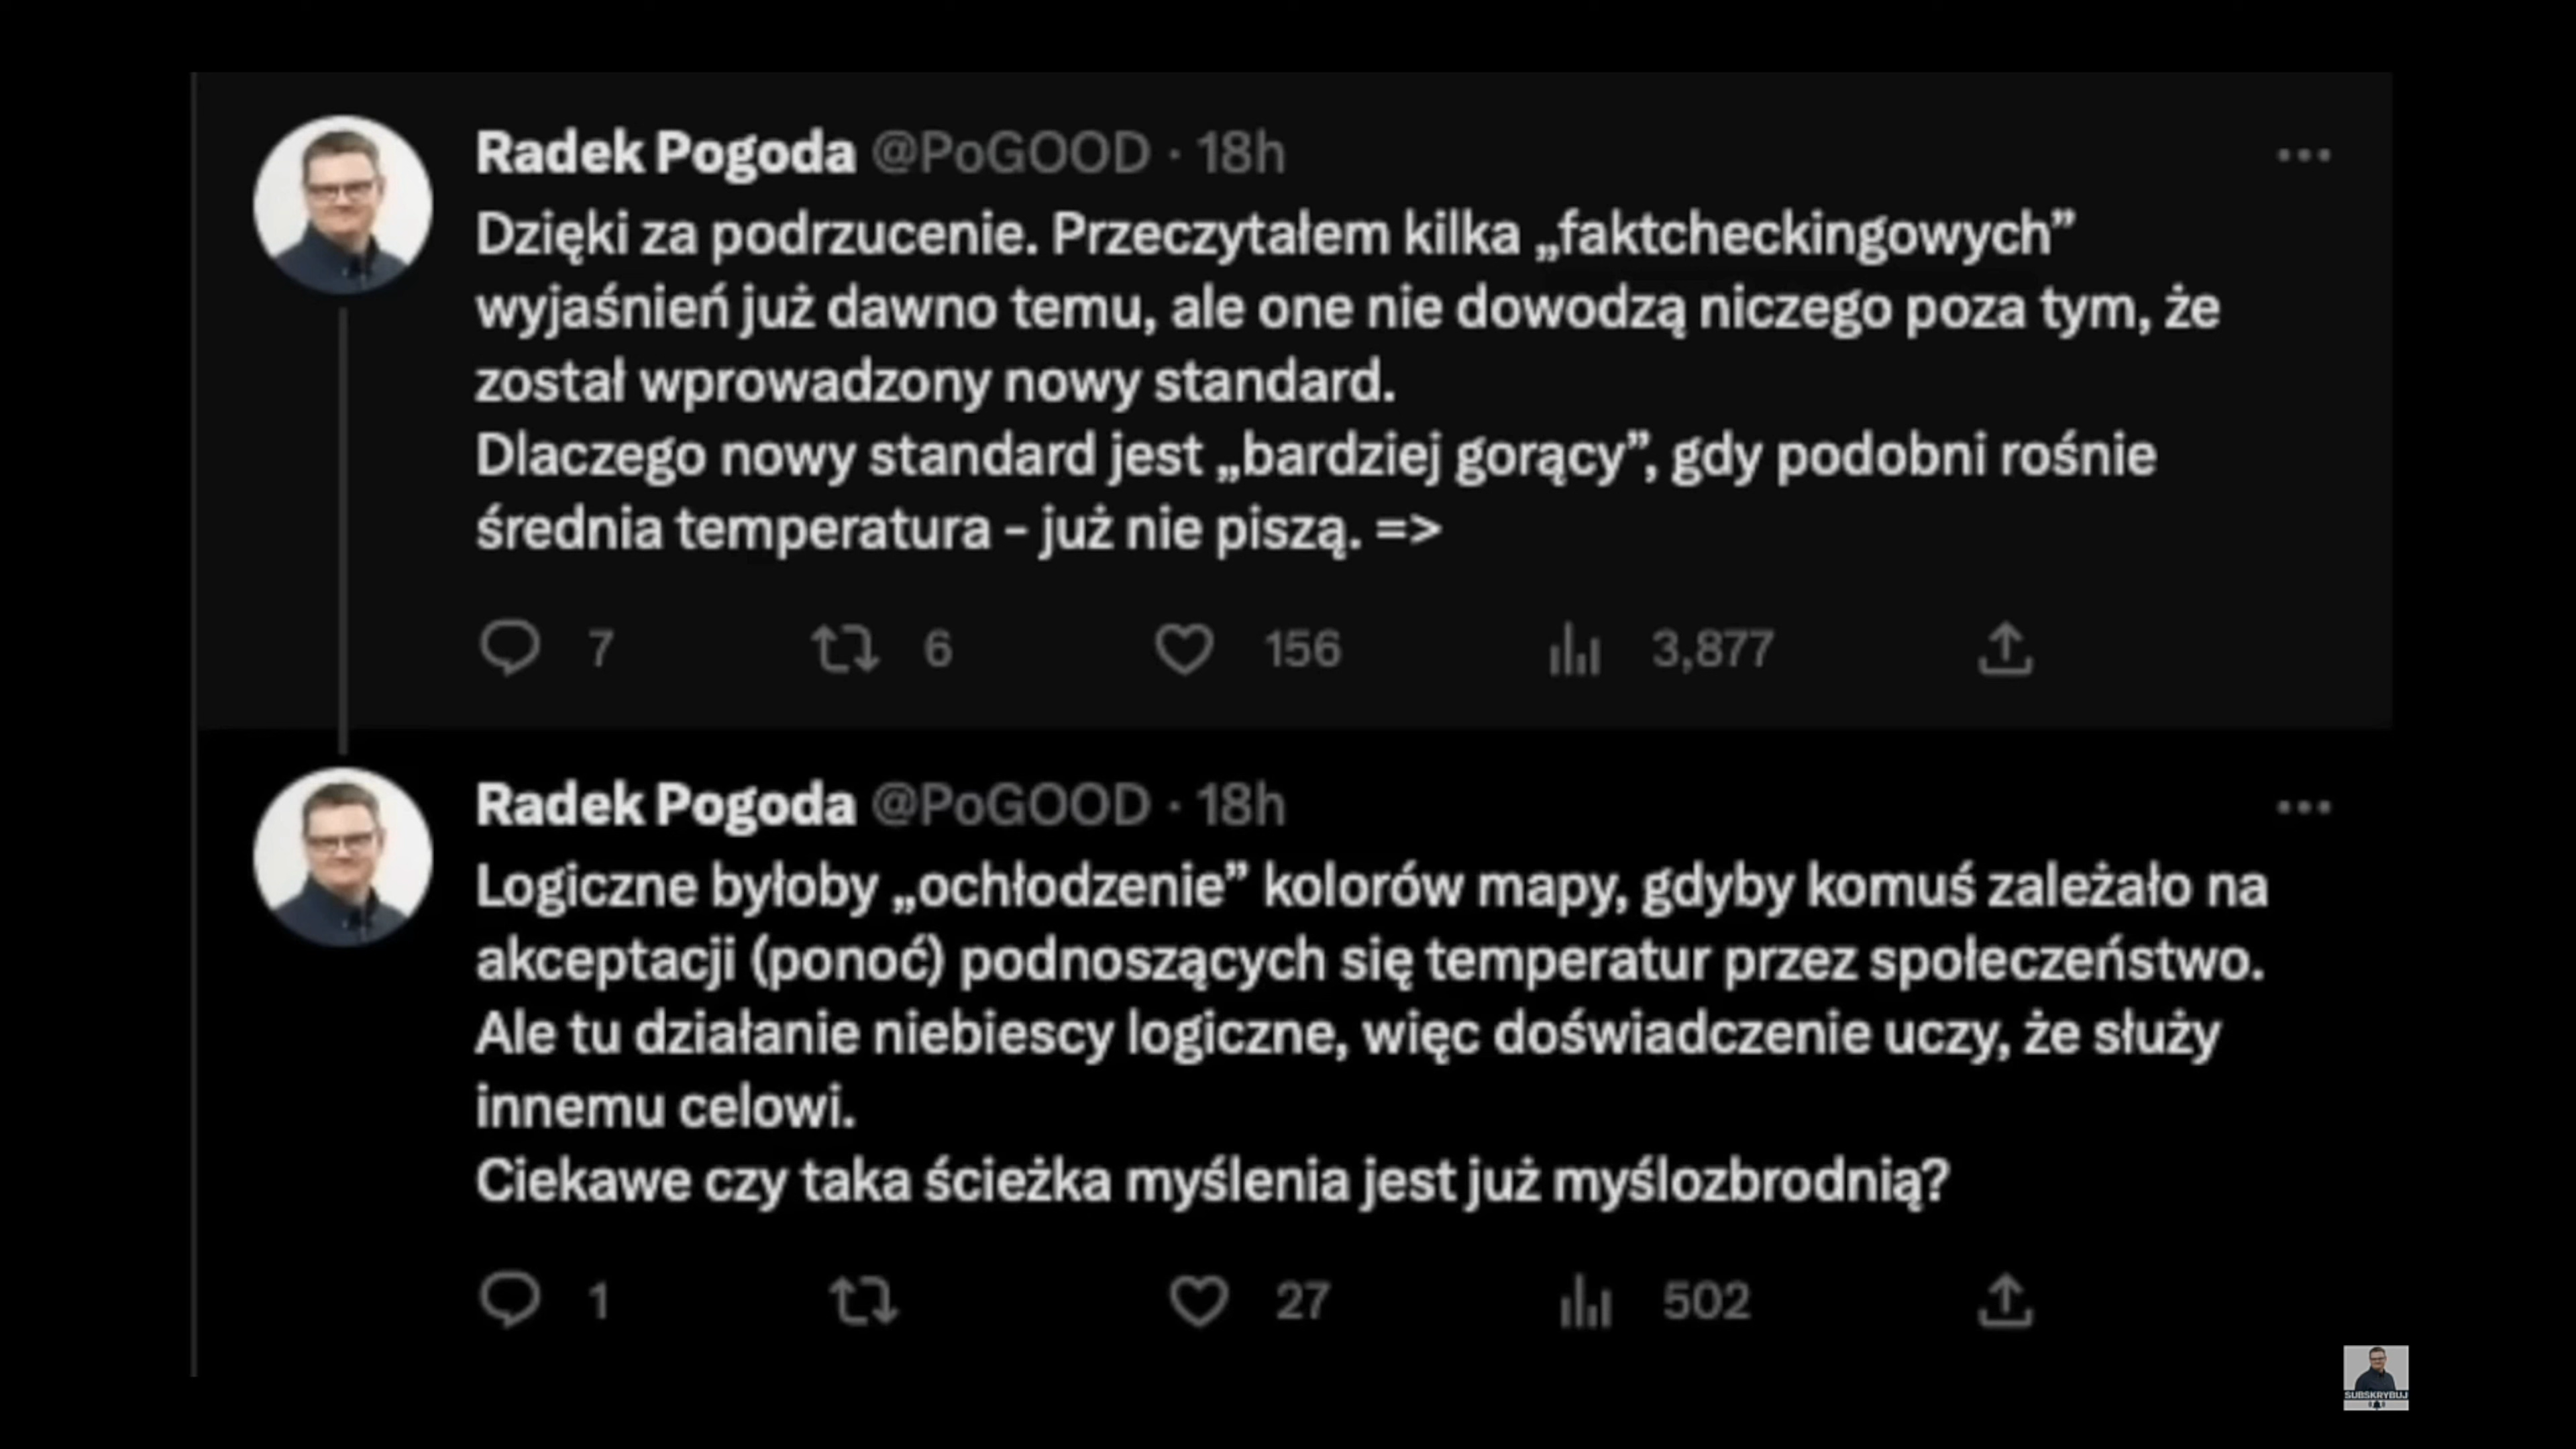 Radek Pogoda @PoGOOD · 18h
Dzięki za podrzucenie. Przeczytałem kilka „faktcheckingowych”
wyjaśnień już dawno temu, ale one nie dowodzą niczego poza tym, że
został wprowadzony nowy standard.
Dlaczego nowy standard jest „bardziej gorący”, gdy podobni rośnie
średnia temperatura – już nie piszą. =>
7 6 156 3,877
Radek Pogoda @PoGOOD · 18h
Logiczne byłoby „ochłodzenie” kolorów mapy, gdyby komuś zależało na
akceptacji (ponoć) podnoszących się temperatur przez społeczeństwo.
Ale tu działanie niebiescy logiczne, więc doświadczenie uczy, że służy
innemu celowi.
Ciekawe czy taka ścieżka myślenia jest już myślozbrodnią?
1 27 502
SUBSKRYBUJ